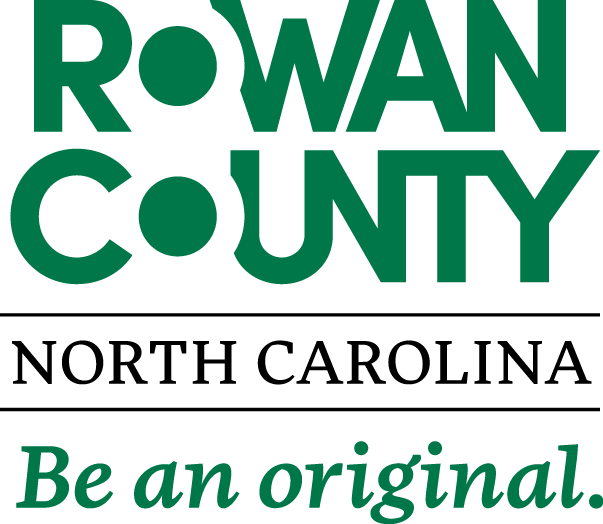 ROWAN
COUNTY
NORTH CAROLINA
Be an original.